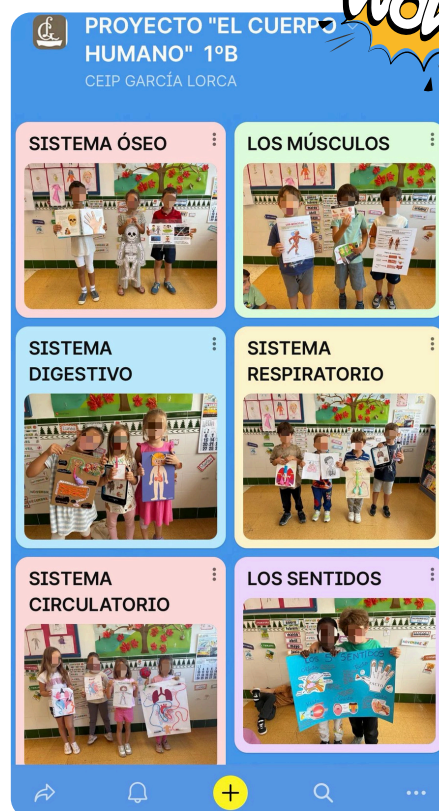 WOW
PROYECTO "EL CUERPO
HUMANO" 1ºB
CEIP GARCÍA LORCA
SISTEMA ÓSEO
LOS MÚSCULOS
SISTEMA
DIGESTIVO
SISTEMA
RESPIRATORIO
SISTEMA
CIRCULATORIO
LOS SENTIDOS
LOS SENTIDOS